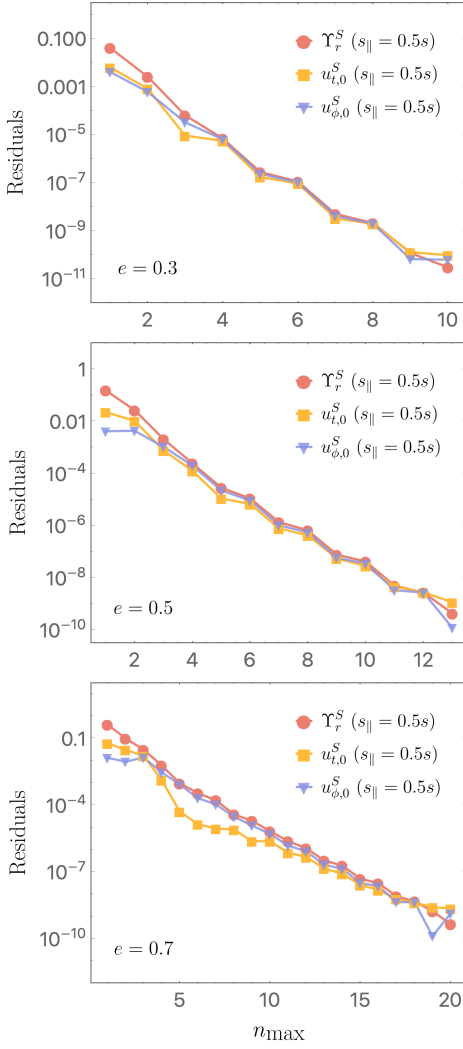 Residuals
0.100
0.001
10⁻⁵
10⁻⁷
10⁻⁹
10⁻¹¹
Υ_r^S (s_∥ = 0.5s)
u_{t,0}^S (s_∥ = 0.5s)
u_{ϕ,0}^S (s_∥ = 0.5s)
e = 0.3
2 4 6 8 10
Residuals
1
0.01
10⁻⁴
10⁻⁶
10⁻⁸
10⁻¹⁰
Υ_r^S (s_∥ = 0.5s)
u_{t,0}^S (s_∥ = 0.5s)
u_{ϕ,0}^S (s_∥ = 0.5s)
e = 0.5
2 4 6 8 10 12
Residuals
0.1
10⁻⁴
10⁻⁷
10⁻¹⁰
Υ_r^S (s_∥ = 0.5s)
u_{t,0}^S (s_∥ = 0.5s)
u_{ϕ,0}^S (s_∥ = 0.5s)
e = 0.7
5 10 15 20
n_max